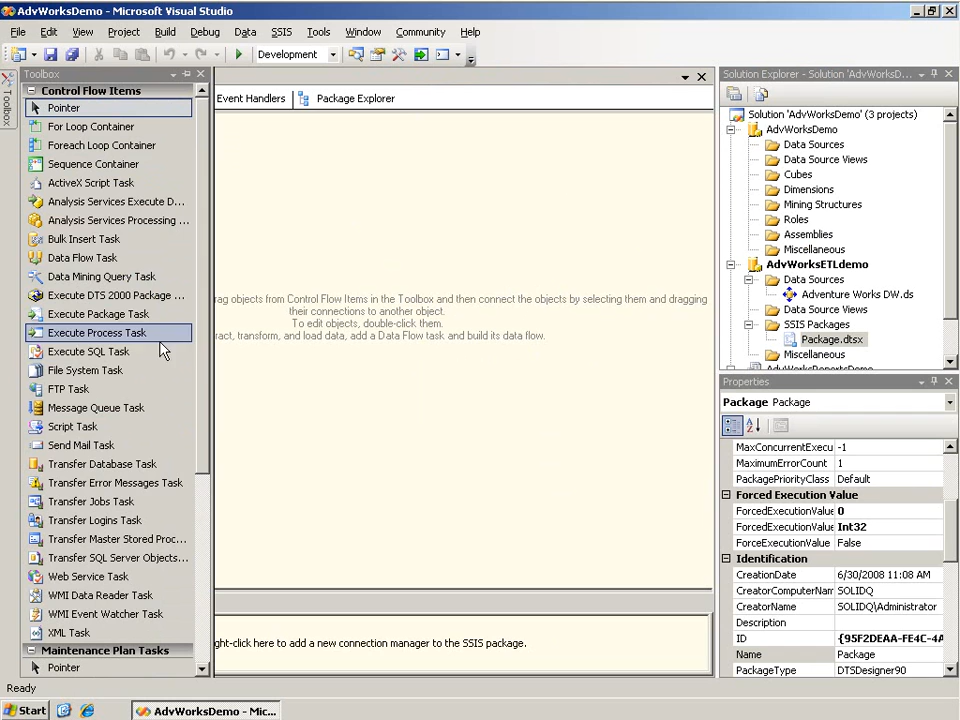 AdvWorksDemo - Microsoft Visual Studio
File Edit View Project Build Debug Data SSIS Tools Window Community Help
Development
Toolbox
Toolbox
Control Flow Items
Pointer
For Loop Container
Foreach Loop Container
Sequence Container
ActiveX Script Task
Analysis Services Execute D...
Analysis Services Processing ...
Bulk Insert Task
Data Flow Task
Data Mining Query Task
Execute DTS 2000 Package ...
Execute Package Task
Execute Process Task
Execute SQL Task
File System Task
FTP Task
Message Queue Task
Script Task
Send Mail Task
Transfer Database Task
Transfer Error Messages Task
Transfer Jobs Task
Transfer Logins Task
Transfer Master Stored Proc...
Transfer SQL Server Objects...
Web Service Task
WMI Data Reader Task
WMI Event Watcher Task
XML Task
Maintenance Plan Tasks
Pointer
Event Handlers Package Explorer
rag objects from Control Flow Items in the Toolbox and then connect the objects by selecting them and dragging
their connections to another object.
To edit objects, double-click them.
ract, transform, and load data, add a Data Flow task and build its data flow.
ght-click here to add a new connection manager to the SSIS package.
Solution Explorer - Solution 'AdvWorksD...
Solution 'AdvWorksDemo' (3 projects)
AdvWorksDemo
Data Sources
Data Source Views
Cubes
Dimensions
Mining Structures
Roles
Assemblies
Miscellaneous
AdvWorksETLdemo
Data Sources
Adventure Works DW.ds
Data Source Views
SSIS Packages
Package.dtsx
Miscellaneous
AdvWorksReportsDemo
Properties
Package Package
MaxConcurrentExecu -1
MaximumErrorCount 1
PackagePriorityClass Default
Forced Execution Value
ForcedExecutionValue 0
ForcedExecutionValue Int32
ForceExecutionValue False
Identification
CreationDate 6/30/2008 11:08 AM
CreatorComputerNam SOLIDQ
CreatorName SOLIDQ\Administrator
Description
ID {95F2DEAA-FE4C-4A
Name Package
PackageType DTSDesigner90
Ready
Start AdvWorksDemo - Mic...